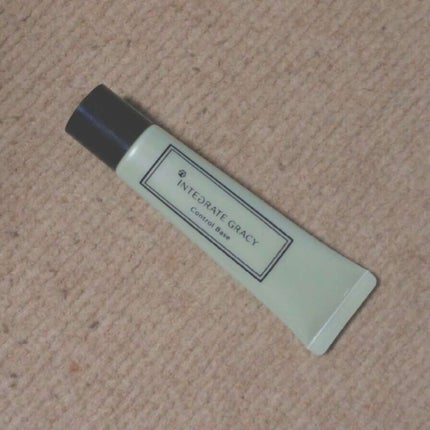 INTEGRATE GRACY
Control Base